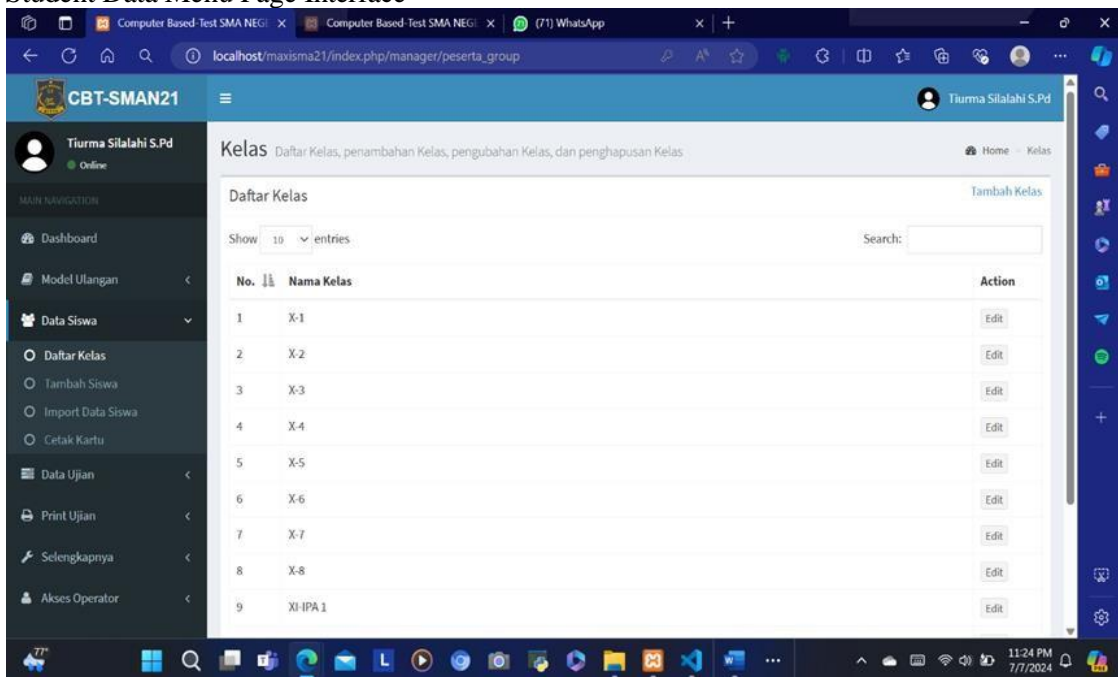 Student Data Menu Page Interface
Computer Based-Test SMA NEGE
Computer Based-Test SMA NEGE
(71) WhatsApp
localhost/maxisma21/index.php/manager/peserta_group
CBT-SMAN21
Tiurma Silalahi S.Pd
Tiurma Silalahi S.Pd
Online
Kelas Daftar Kelas, penambahan Kelas, pengubahan Kelas, dan penghapusan Kelas
Home
Kelas
MAIN NAVIGATION
Dashboard
Model Ulangan
Data Siswa
Daftar Kelas
Tambah Siswa
Import Data Siswa
Cetak Kartu
Data Ujian
Print Ujian
Selengkapnya
Akses Operator
Daftar Kelas
Tambah Kelas
Show 10 entries
Search:
No. Nama Kelas Action
1 X-1 Edit
2 X-2 Edit
3 X-3 Edit
4 X-4 Edit
5 X-5 Edit
6 X-6 Edit
7 X-7 Edit
8 X-8 Edit
9 XI-IPA 1 Edit
77°
11:24 PM
7/7/2024